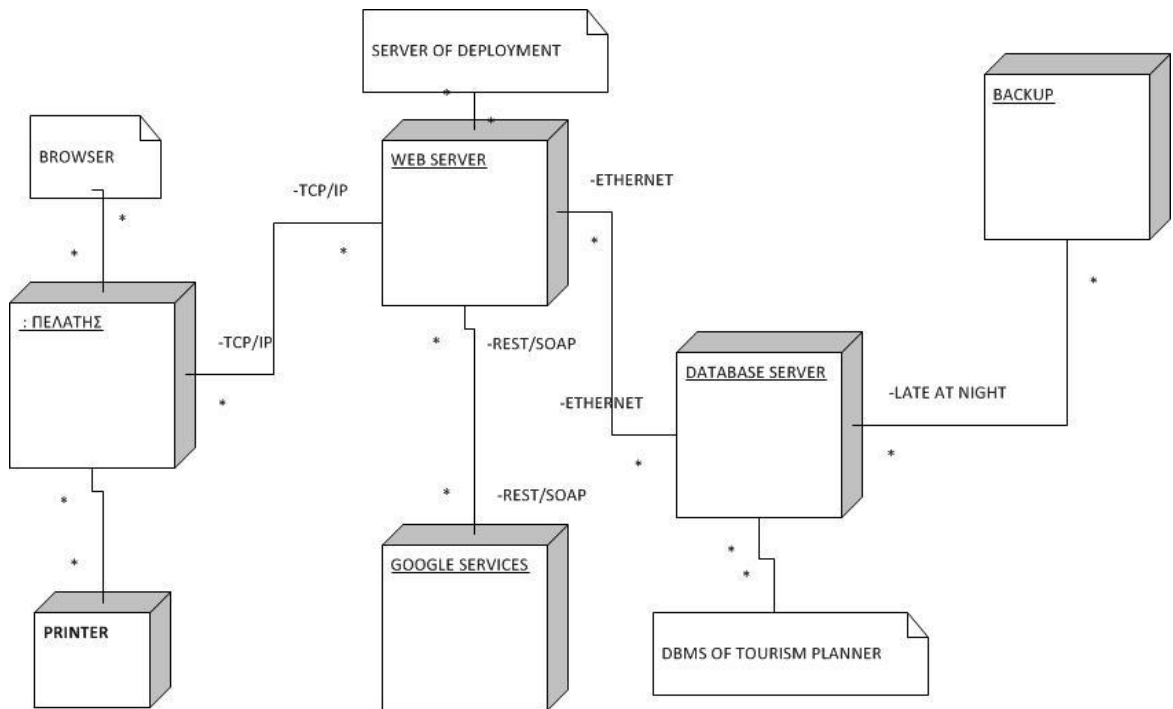 SERVER OF DEPLOYMENT
*
*
BACKUP
BROWSER
*
*
WEB SERVER
-TCP/IP
*
-ETHERNET
*
*
: ΠΕΛΑΤΗΣ
-TCP/IP
*
*
-REST/SOAP
DATABASE SERVER
-ETHERNET
*
-LATE AT NIGHT
*
*
*
*
-REST/SOAP
GOOGLE SERVICES
*
*
PRINTER
DBMS OF TOURISM PLANNER